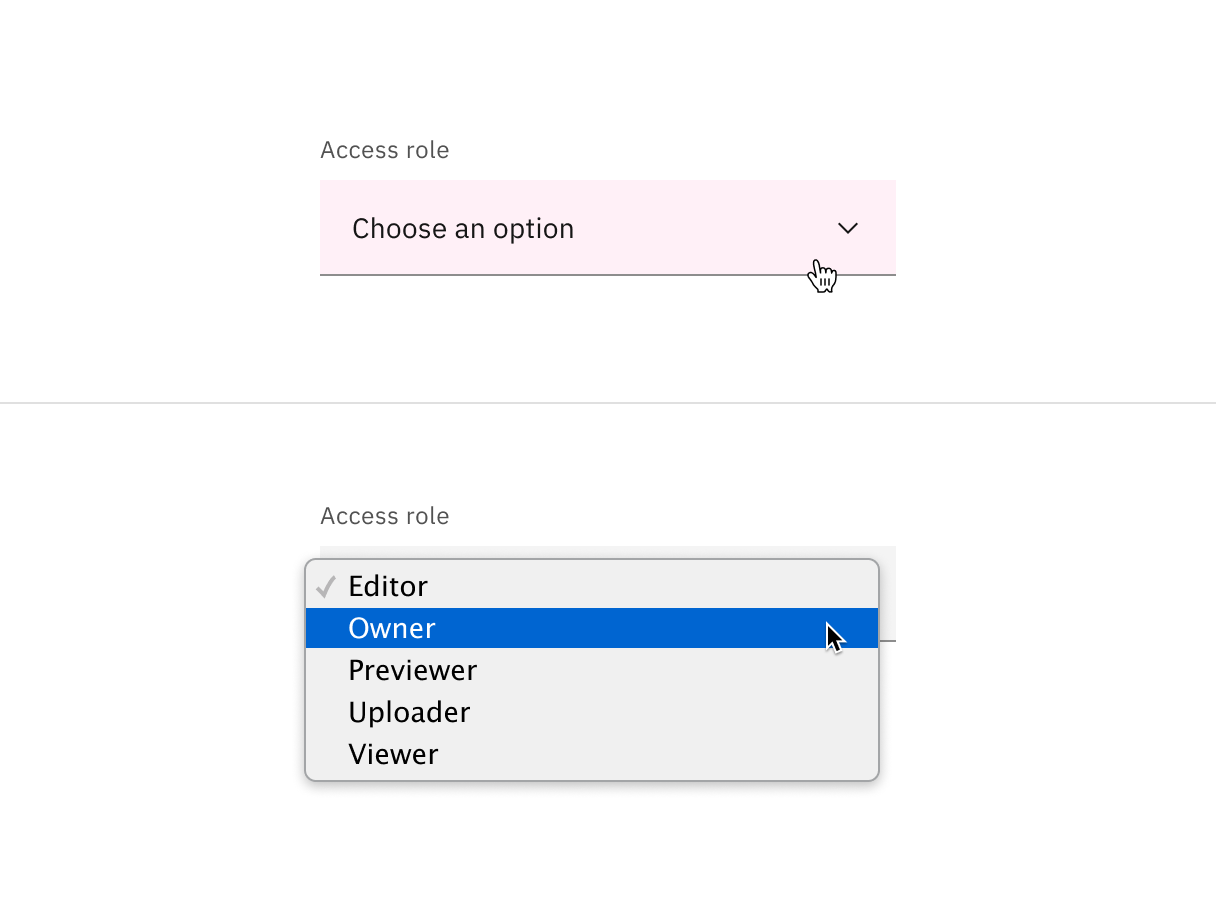 Access role
Choose an option
Access role
Editor
Owner
Previewer
Uploader
Viewer